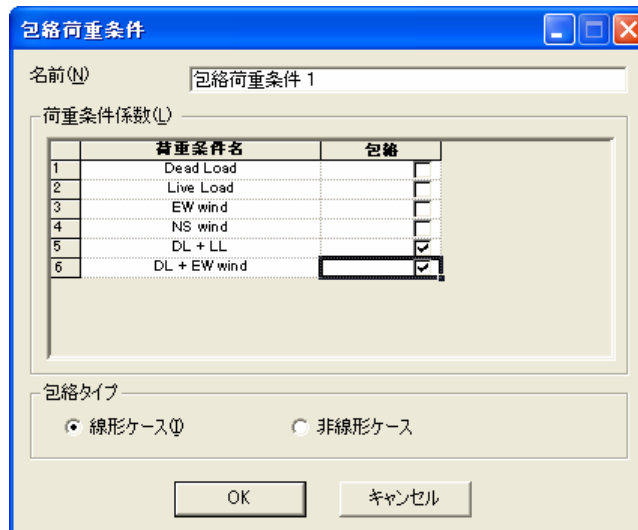 包絡荷重条件
名前(N) 包絡荷重条件 1
荷重条件係数(L)
荷重条件名 包絡
1 Dead Load
2 Live Load
3 EW wind
4 NS wind
5 DL + LL
6 DL + EW wind
包絡タイプ
線形ケース(I) 非線形ケース
OK キャンセル